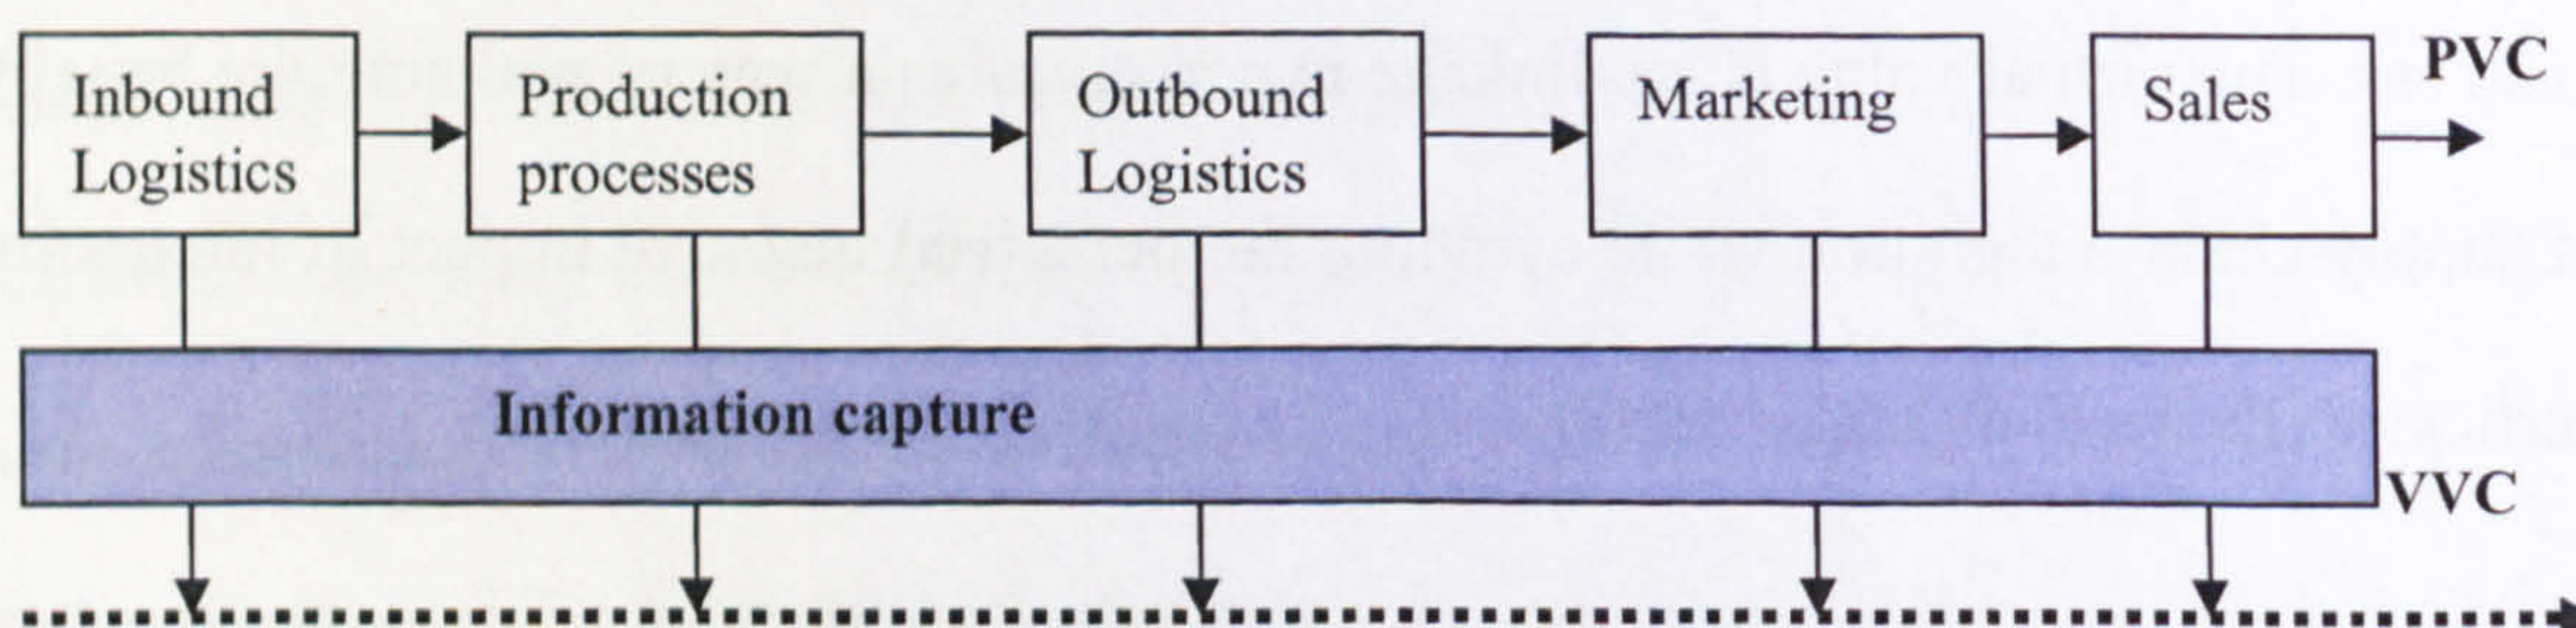 Inbound
Logistics
Production
processes
Outbound
Logistics
Marketing
Sales
PVC
Information capture
VVC